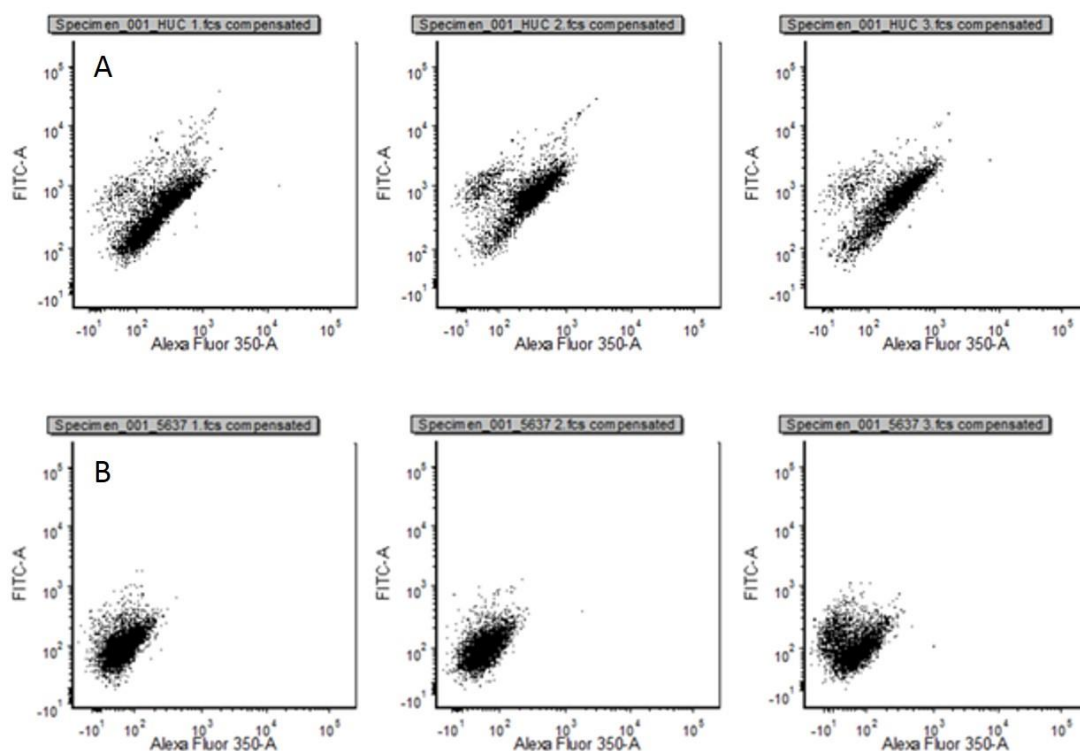 Specimen_001_HUC 1.fcs compensated
Specimen_001_HUC 2.fcs compensated
Specimen_001_HUC 3.fcs compensated
A
FITC-A
10^5
10^4
10^3
10^2
-10^1
-10^1 10^2 10^3 10^4 10^5
Alexa Fluor 350-A
FITC-A
10^5
10^4
10^3
10^2
-10^1
-10^1 10^2 10^3 10^4 10^5
Alexa Fluor 350-A
FITC-A
10^5
10^4
10^3
10^2
-10^1
-10^1 10^2 10^3 10^4 10^5
Alexa Fluor 350-A
Specimen_001_5637 1.fcs compensated
Specimen_001_5637 2.fcs compensated
Specimen_001_5637 3.fcs compensated
B
FITC-A
10^5
10^4
10^3
10^2
-10^1
-10^1 10^2 10^3 10^4 10^5
Alexa Fluor 350-A
FITC-A
10^5
10^4
10^3
10^2
-10^1
-10^1 10^2 10^3 10^4 10^5
Alexa Fluor 350-A
FITC-A
10^5
10^4
10^3
10^2
-10^1
-10^1 10^2 10^3 10^4 10^5
Alexa Fluor 350-A